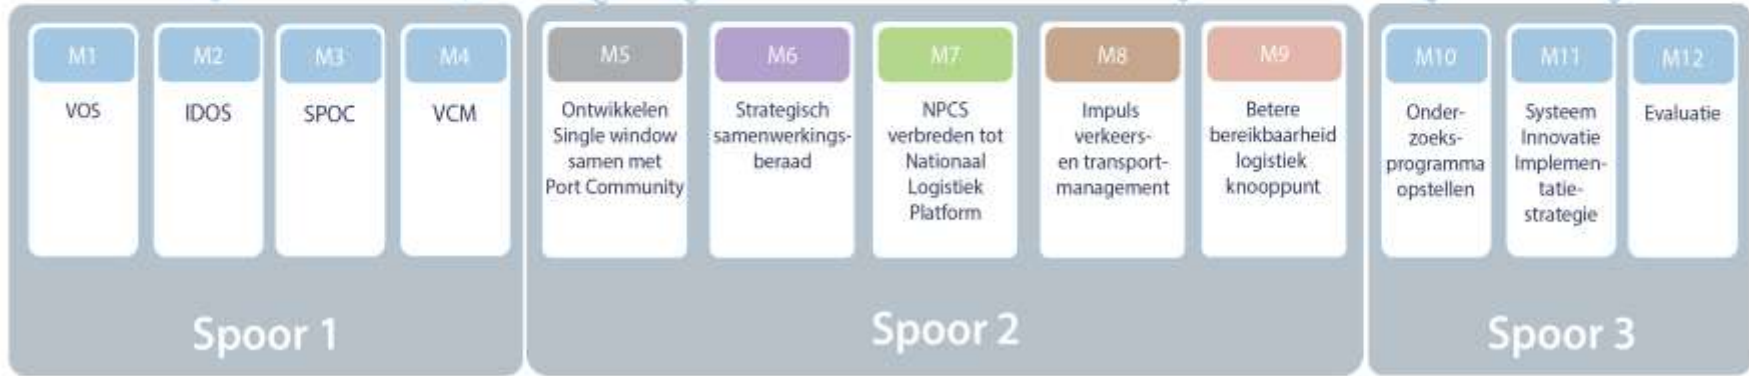 M1
VOS
M2
IDOS
M3
SPOC
M4
VCM
Spoor 1
M5
Ontwikkelen
Single window
samen met
Port Community
M6
Strategisch
samenwerkings-
beraad
M7
NPCS
verbreden tot
Nationaal
Logistiek
Platform
M8
Impuls
verkeers-
en transport-
management
M9
Betere
bereikbaarheid
logistiek
knooppunt
Spoor 2
M10
Onder-
zoeks-
programma
opstellen
M11
Systeem
Innovatie
Implemen-
tatie-
strategie
M12
Evaluatie
Spoor 3